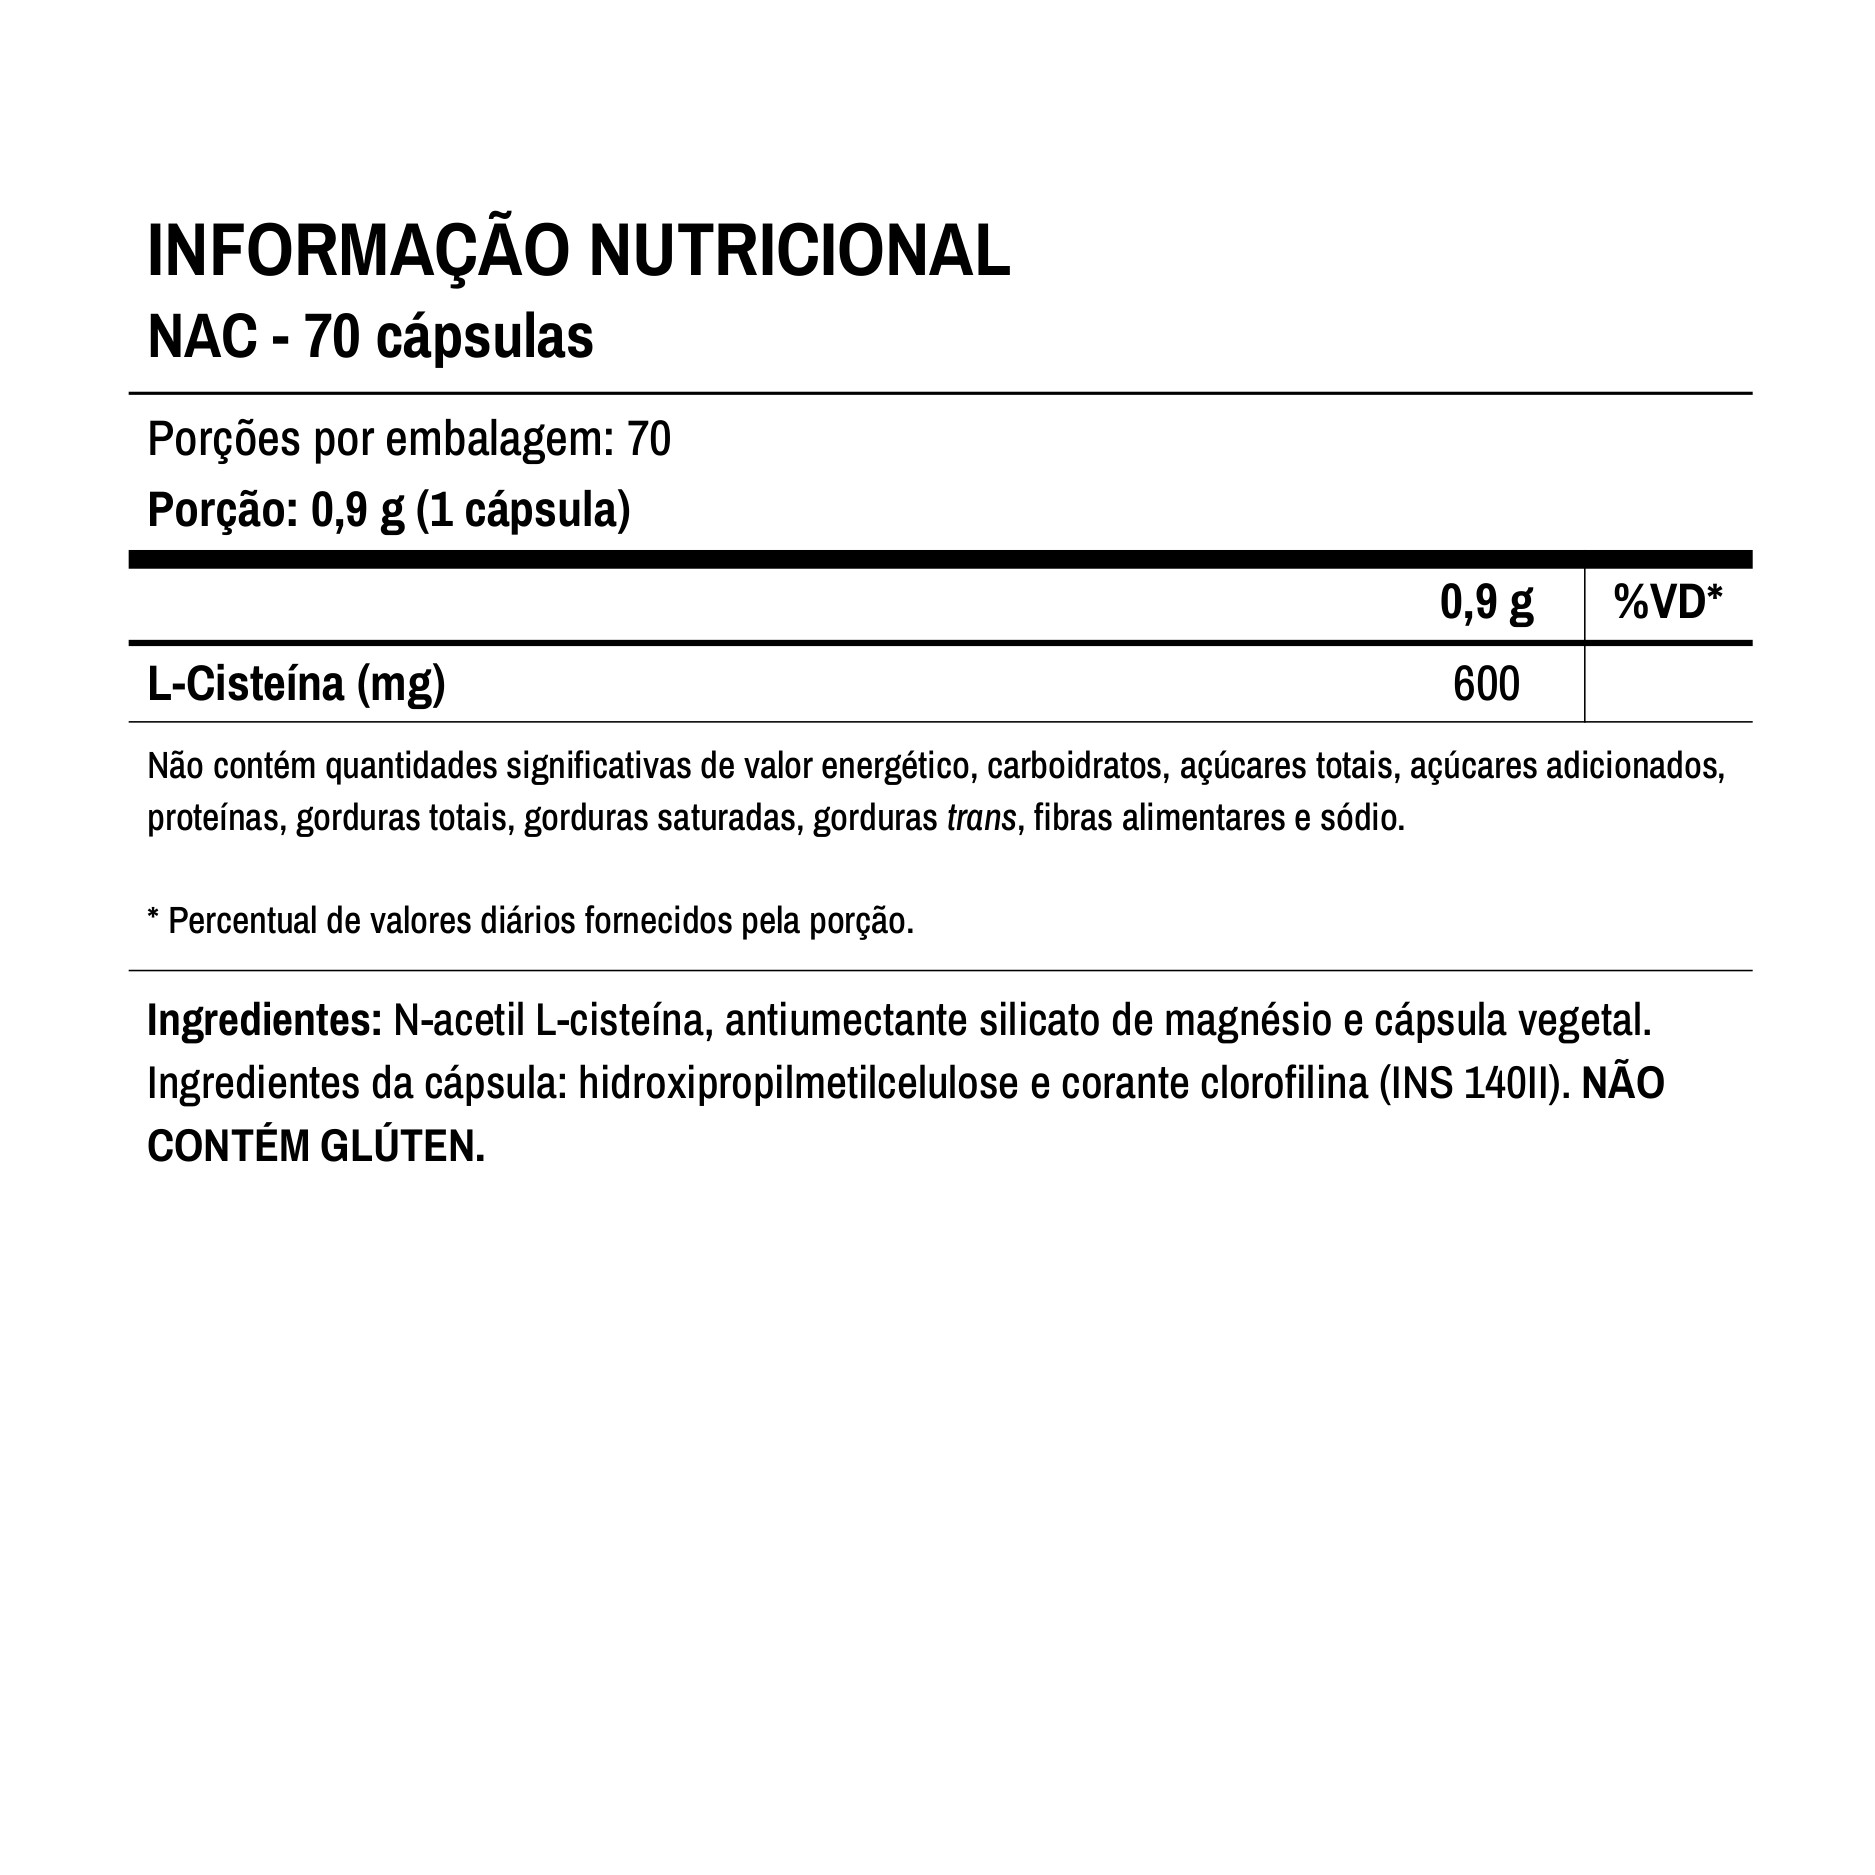 INFORMAÇÃO NUTRICIONAL
NAC - 70 cápsulas
Porções por embalagem: 70
Porção: 0,9 g (1 cápsula)
0,9 g %VD*
L-Cisteína (mg) 600
Não contém quantidades significativas de valor energético, carboidratos, açúcares totais, açúcares adicionados,
proteínas, gorduras totais, gorduras saturadas, gorduras trans, fibras alimentares e sódio.
* Percentual de valores diários fornecidos pela porção.
Ingredientes: N-acetil L-cisteína, antiumectante silicato de magnésio e cápsula vegetal.
Ingredientes da cápsula: hidroxipropilmetilcelulose e corante clorofilina (INS 140II). NÃO
CONTÉM GLÚTEN.